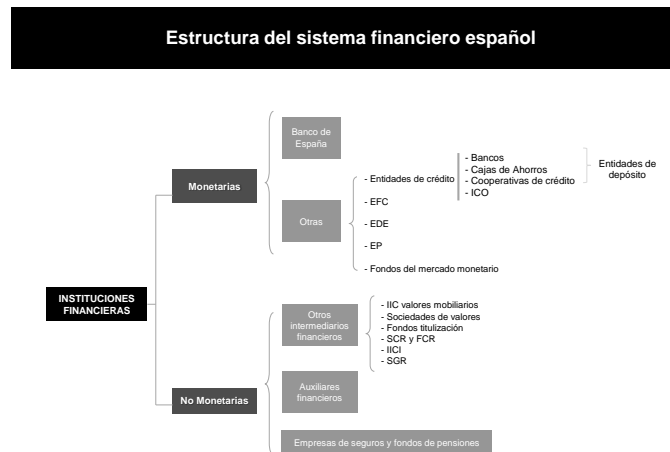 Estructura del sistema financiero español
INSTITUCIONES
FINANCIERAS
Monetarias
Banco de
España
Otras
- Entidades de crédito
- Bancos
- Cajas de Ahorros
- Cooperativas de crédito
- ICO
Entidades de
depósito
- EFC
- EDE
- EP
- Fondos del mercado monetario
No Monetarias
Otros
intermediarios
financieros
- IIC valores mobiliarios
- Sociedades de valores
- Fondos titulización
- SCR y FCR
- IICI
- SGR
Auxiliares
financieros
Empresas de seguros y fondos de pensiones